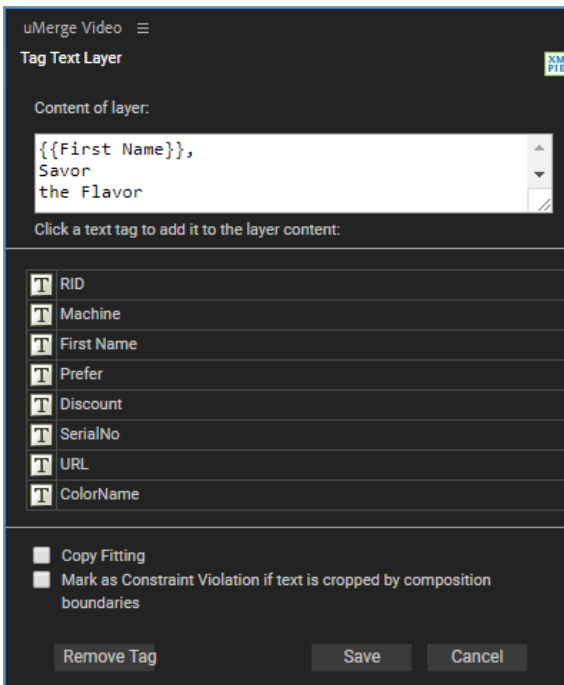 uMerge Video
Tag Text Layer
Content of layer:
{{First Name}},
Savor
the Flavor
Click a text tag to add it to the layer content:
T RID
T Machine
T First Name
T Prefer
T Discount
T SerialNo
T URL
T ColorName
Copy Fitting
Mark as Constraint Violation if text is cropped by composition
boundaries
Remove Tag Save Cancel